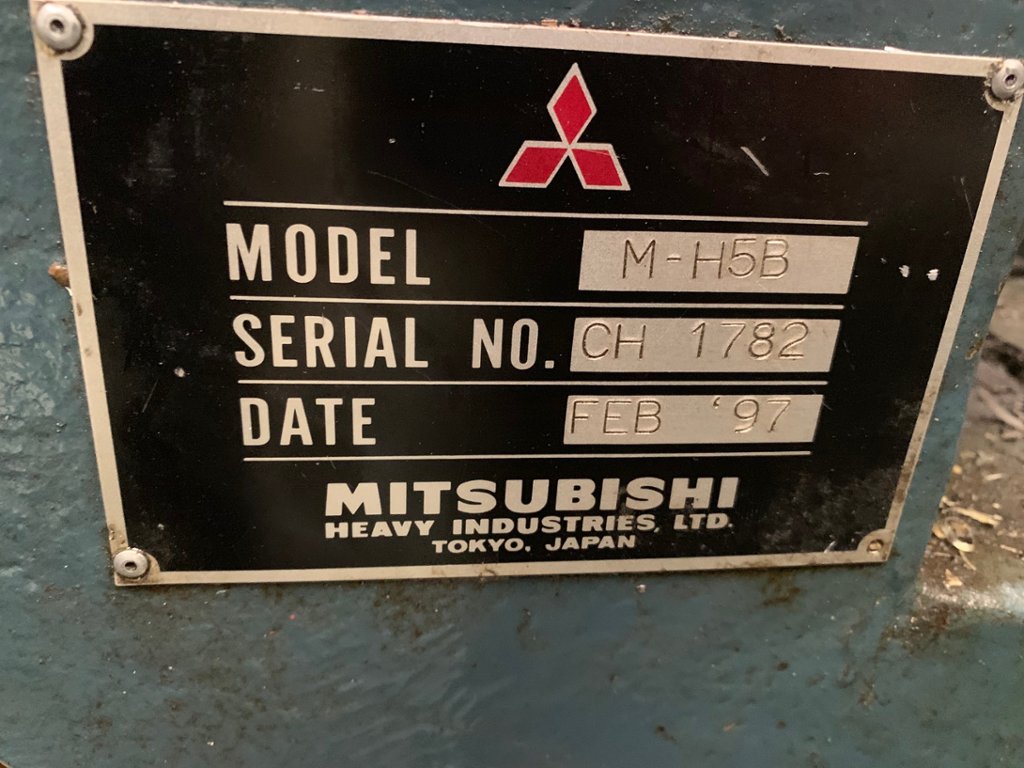 MODEL M-H5B
SERIAL NO. CH 1782
DATE FEB '97
MITSUBISHI
HEAVY INDUSTRIES, LTD.
TOKYO, JAPAN